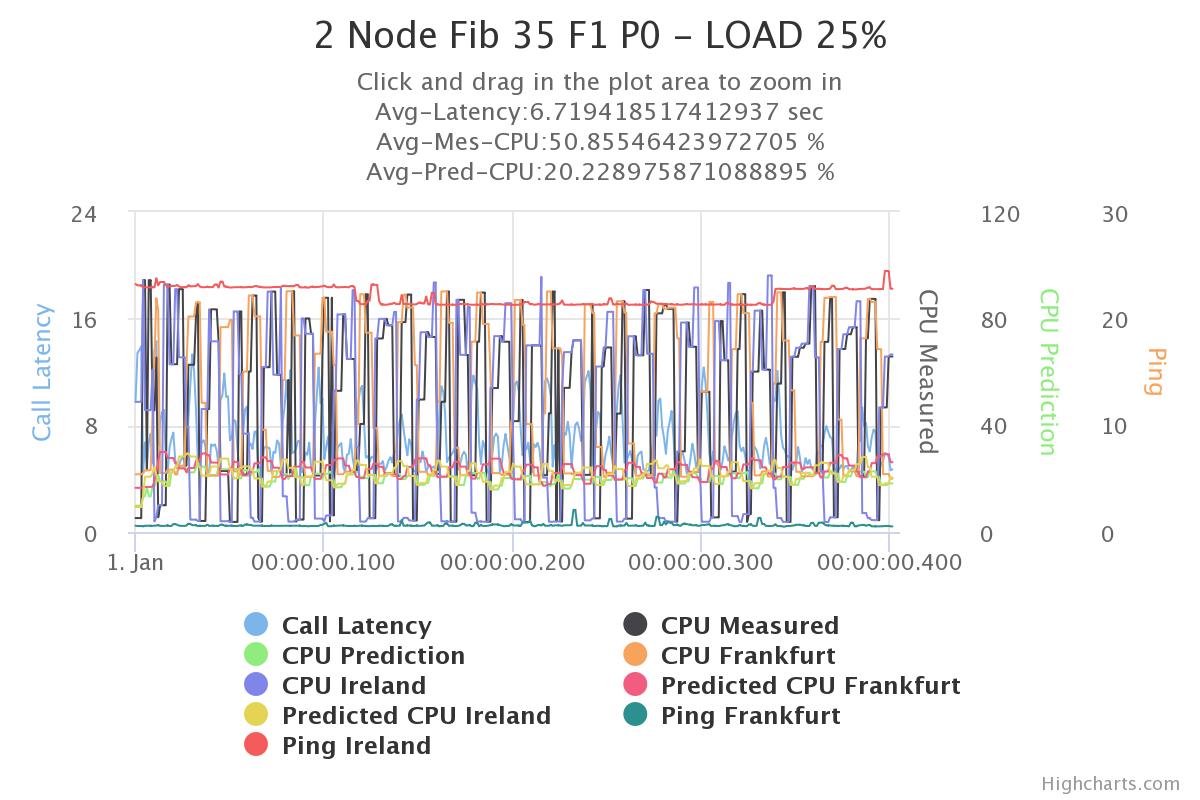 2 Node Fib 35 F1 P0 - LOAD 25%
Click and drag in the plot area to zoom in
Avg-Latency:6.719418517412937 sec
Avg-Mes-CPU:50.85546423972705 %
Avg-Pred-CPU:20.228975871088895 %
24
16
8
0
Call Latency
120
80
40
0
CPU Measured
CPU Prediction
30
20
10
0
Ping
1. Jan
00:00:00.100
00:00:00.200
00:00:00.300
00:00:00.400
Call Latency
CPU Measured
CPU Prediction
CPU Frankfurt
CPU Ireland
Predicted CPU Frankfurt
Predicted CPU Ireland
Ping Frankfurt
Ping Ireland
Highcharts.com